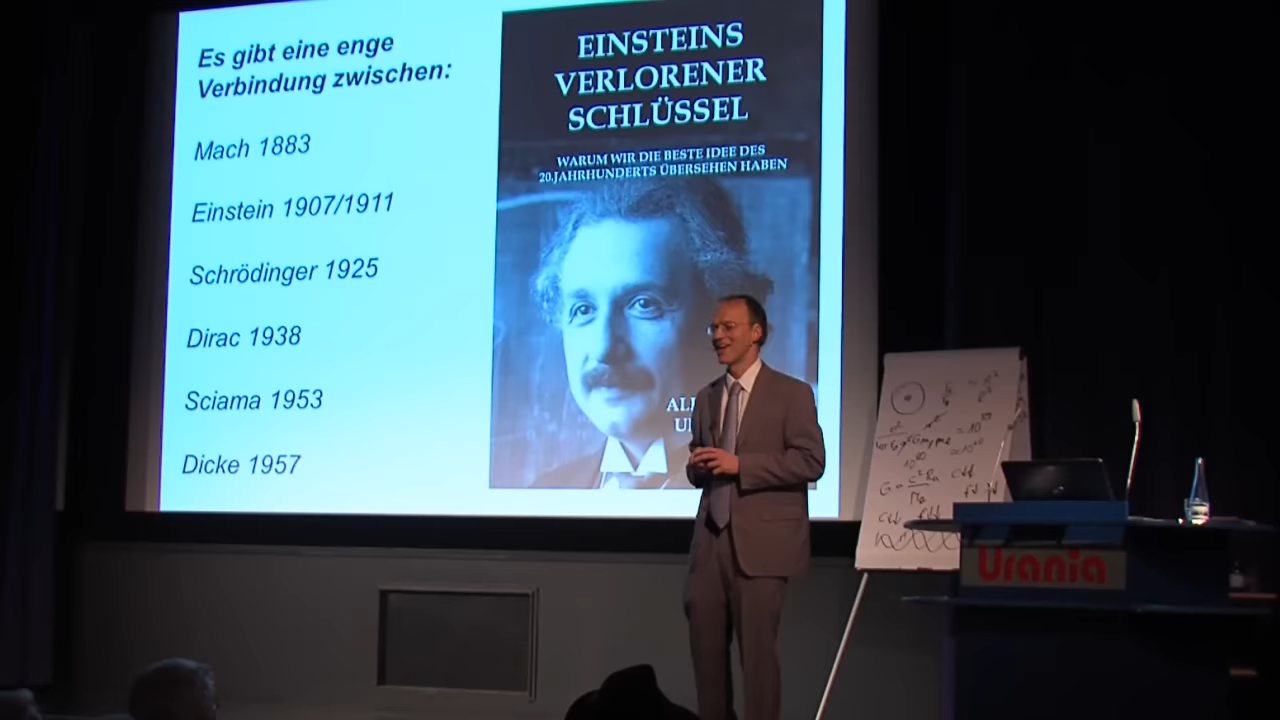 Es gibt eine enge
Verbindung zwischen:
Mach 1883
Einstein 1907/1911
Schrödinger 1925
Dirac 1938
Sciama 1953
Dicke 1957
EINSTEINS
VERLORENER
SCHLÜSSEL
WARUM WIR DIE BESTE IDEE DES
20.JAHRHUNDERTS ÜBERSEHEN HABEN
Urania